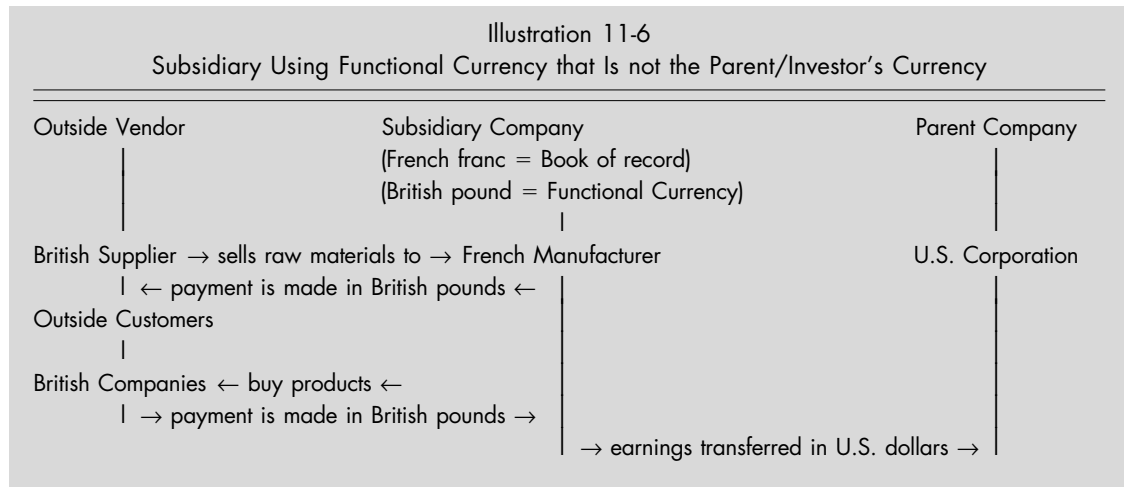 Illustration 11-6
Subsidiary Using Functional Currency that Is not the Parent/Investor's Currency
Outside Vendor Subsidiary Company Parent Company
(French franc = Book of record)
(British pound = Functional Currency)
British Supplier → sells raw materials to → French Manufacturer U.S. Corporation
← payment is made in British pounds ←
Outside Customers
British Companies ← buy products ←
→ payment is made in British pounds →
→ earnings transferred in U.S. dollars →